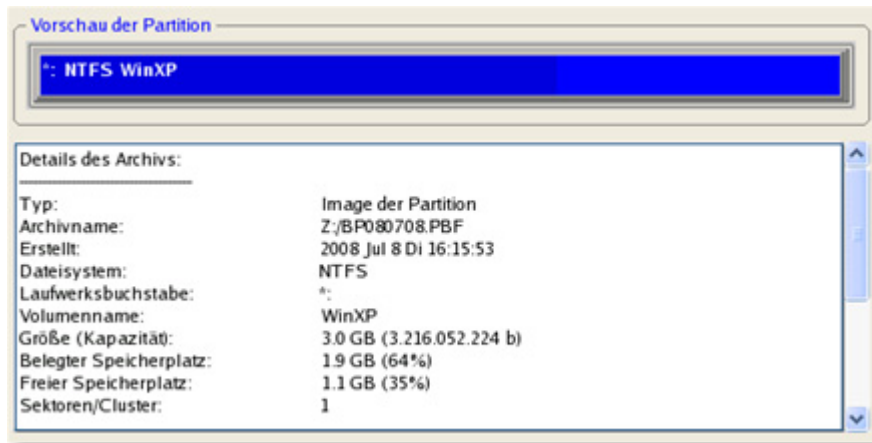 Vorschau der Partition
*: NTFS WinXP
Details des Archivs:
Typ: Image der Partition
Archivname: Z:/BP080708.PBF
Erstellt: 2008 Jul 8 Di 16:15:53
Dateisystem: NTFS
Laufwerksbuchstabe: *:
Volumenname: WinXP
Größe (Kapazität): 3.0 GB (3.216.052.224 b)
Belegter Speicherplatz: 1.9 GB (64%)
Freier Speicherplatz: 1.1 GB (35%)
Sektoren/Cluster: 1